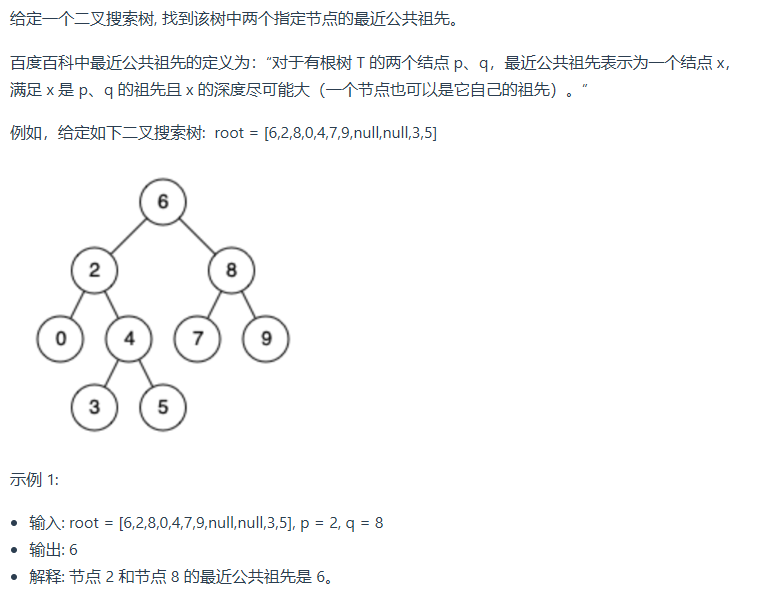 给定一个二叉搜索树, 找到该树中两个指定节点的最近公共祖先。
百度百科中最近公共祖先的定义为：“对于有根树 T 的两个结点 p、q，最近公共祖先表示为一个结点 x，
满足 x 是 p、q 的祖先且 x 的深度尽可能大（一个节点也可以是它自己的祖先）。”
例如，给定如下二叉搜索树: root = [6,2,8,0,4,7,9,null,null,3,5]
6
2 8
0 4 7 9
3 5
示例 1:
• 输入: root = [6,2,8,0,4,7,9,null,null,3,5], p = 2, q = 8
• 输出: 6
• 解释: 节点 2 和节点 8 的最近公共祖先是 6。